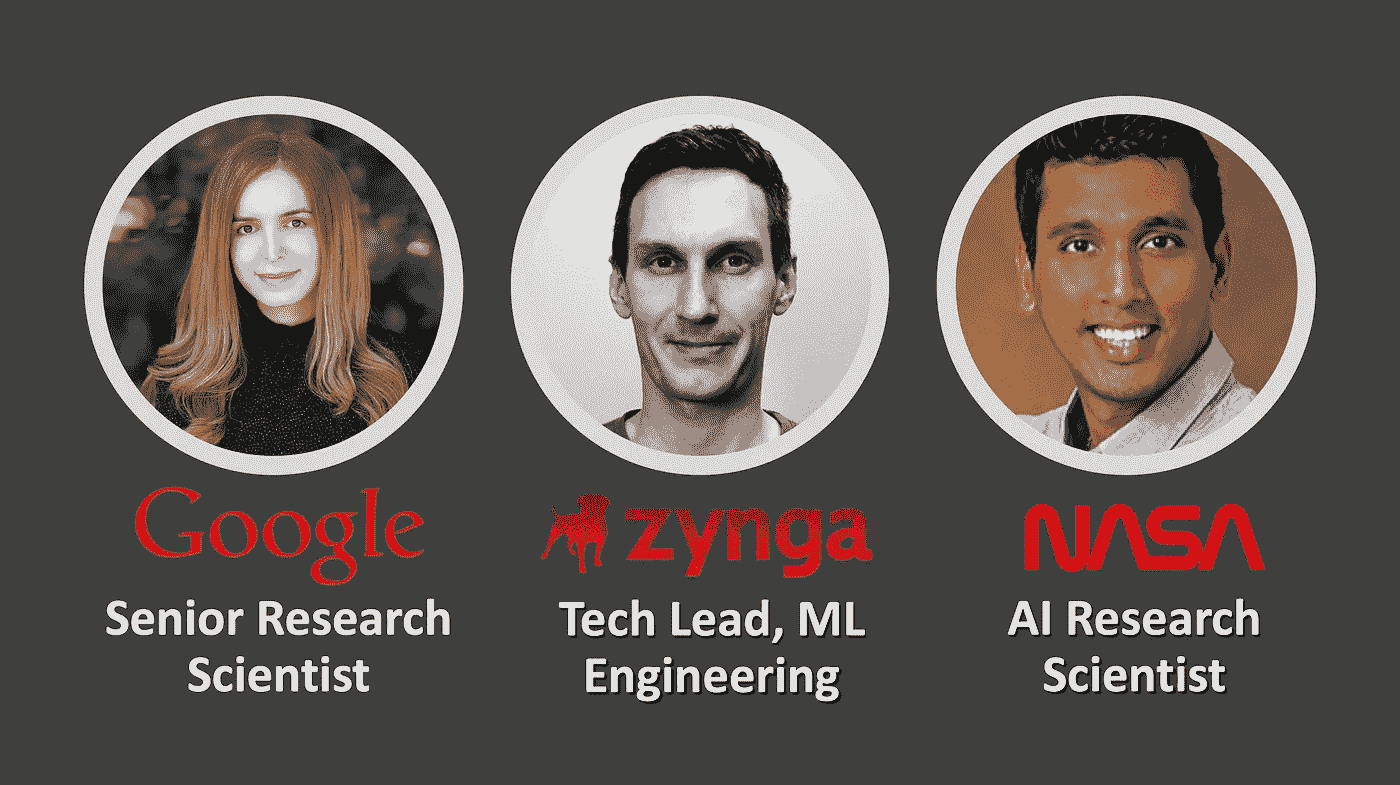 Google
Senior Research
Scientist
zynga
Tech Lead, ML
Engineering
NASA
AI Research
Scientist